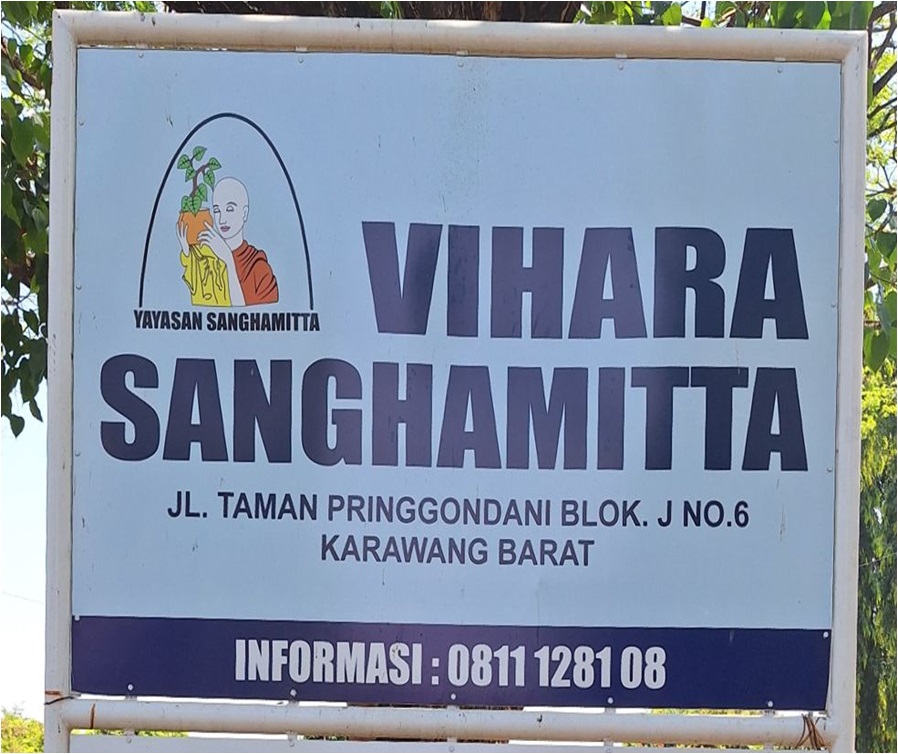 YAYASAN SANGHAMITTA
VIHARA
SANGHAMITTA
JL. TAMAN PRINGGONDANI BLOK. J NO.6
KARAWANG BARAT
INFORMASI : 0811 1281 08